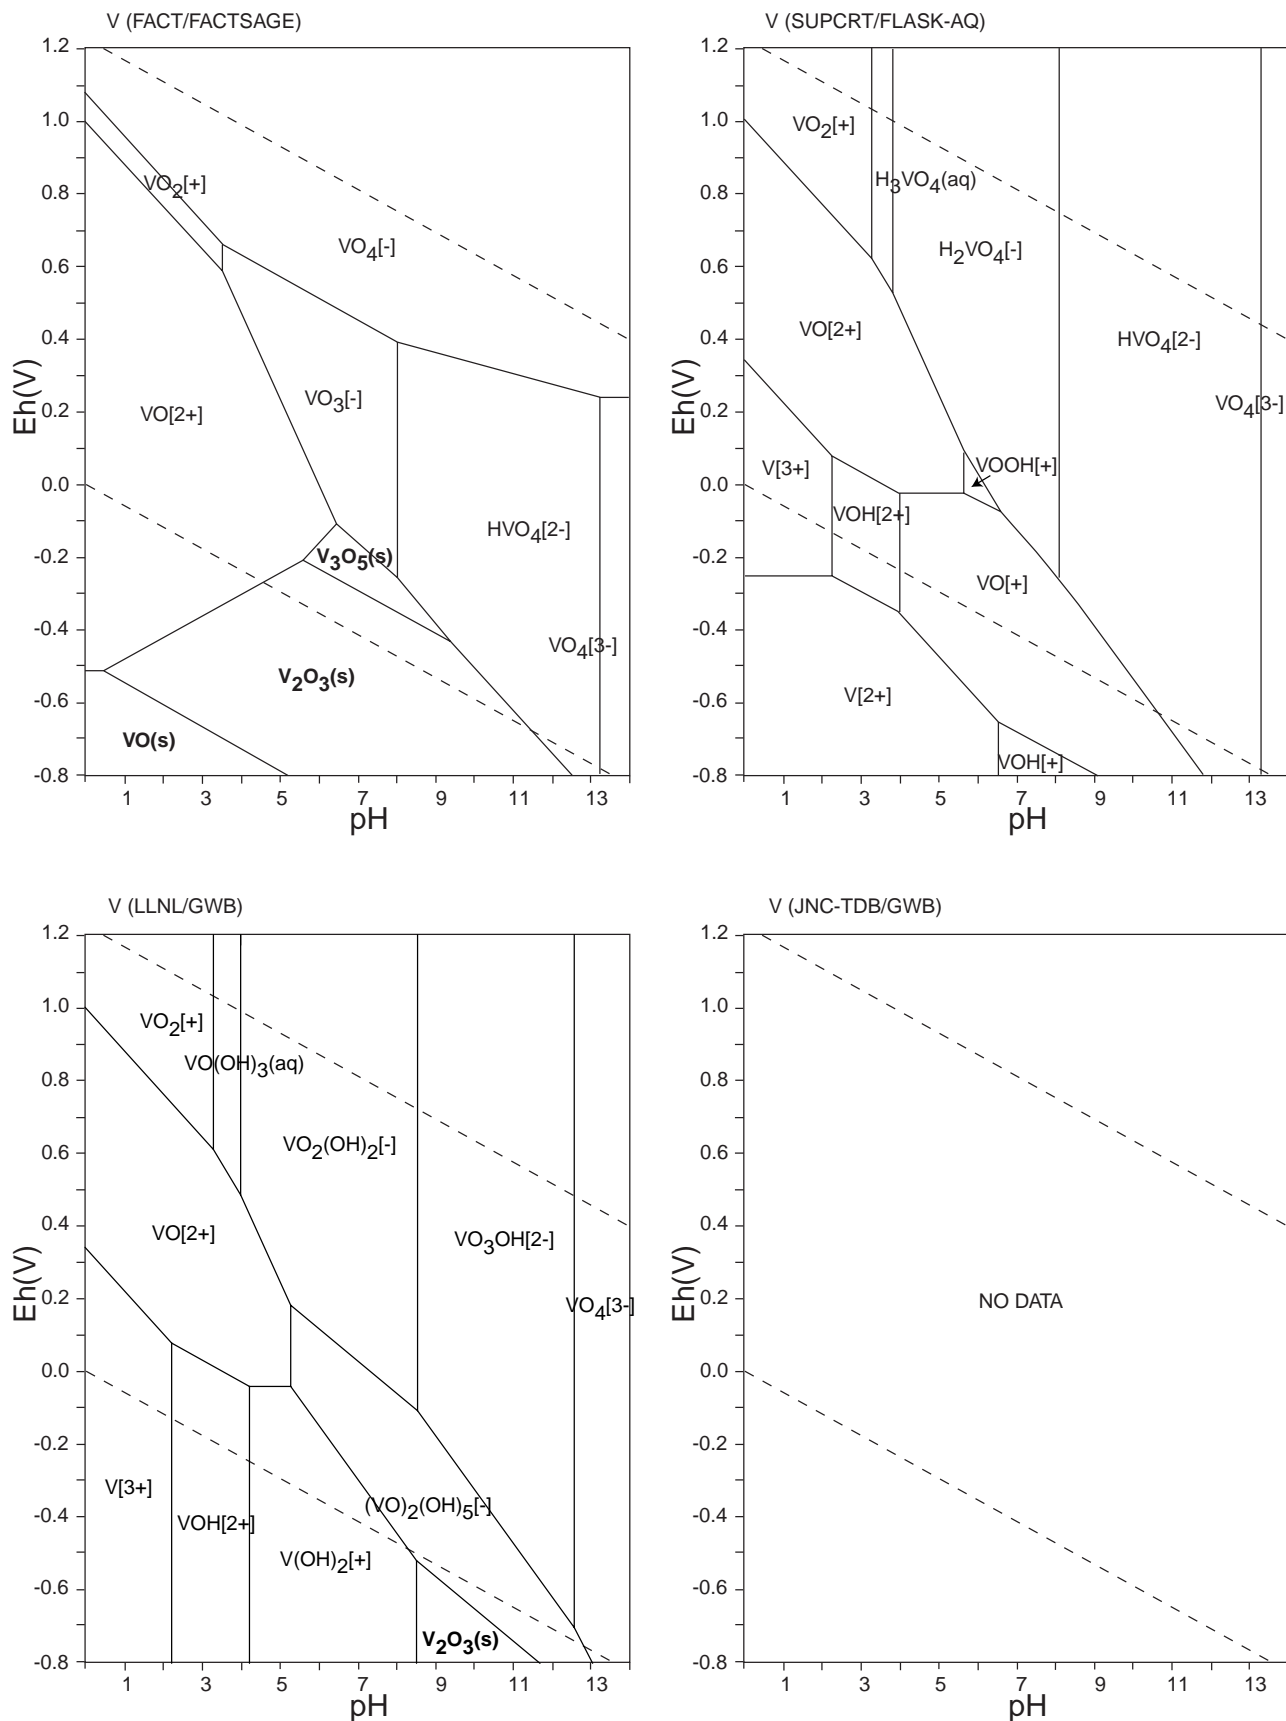 V (FACT/FACTSAGE)
1.2
1.0
0.8
0.6
0.4
0.2
0.0
-0.2
-0.4
-0.6
-0.8
Eh(V)
VO2[+]
VO4[-]
VO[2+]
VO3[-]
HVO4[2-]
V3O5(s)
VO4[3-]
V2O3(s)
VO(s)
1 3 5 7 9 11 13
pH
V (SUPCRT/FLASK-AQ)
1.2
1.0
0.8
0.6
0.4
0.2
0.0
-0.2
-0.4
-0.6
-0.8
Eh(V)
VO2[+]
H3VO4(aq)
H2VO4[-]
VO[2+]
HVO4[2-]
VO4[3-]
V[3+]
VOOH[+]
VOH[2+]
VO[+]
V[2+]
VOH[+]
1 3 5 7 9 11 13
pH
V (LLNL/GWB)
1.2
1.0
0.8
0.6
0.4
0.2
0.0
-0.2
-0.4
-0.6
-0.8
Eh(V)
VO2[+]
VO(OH)3(aq)
VO2(OH)2[-]
VO[2+]
VO3OH[2-]
VO4[3-]
V[3+]
VOH[2+]
(VO)2(OH)5[-]
V(OH)2[+]
V2O3(s)
1 3 5 7 9 11 13
pH
V (JNC-TDB/GWB)
1.2
1.0
0.8
0.6
0.4
0.2
0.0
-0.2
-0.4
-0.6
-0.8
Eh(V)
NO DATA
1 3 5 7 9 11 13
pH